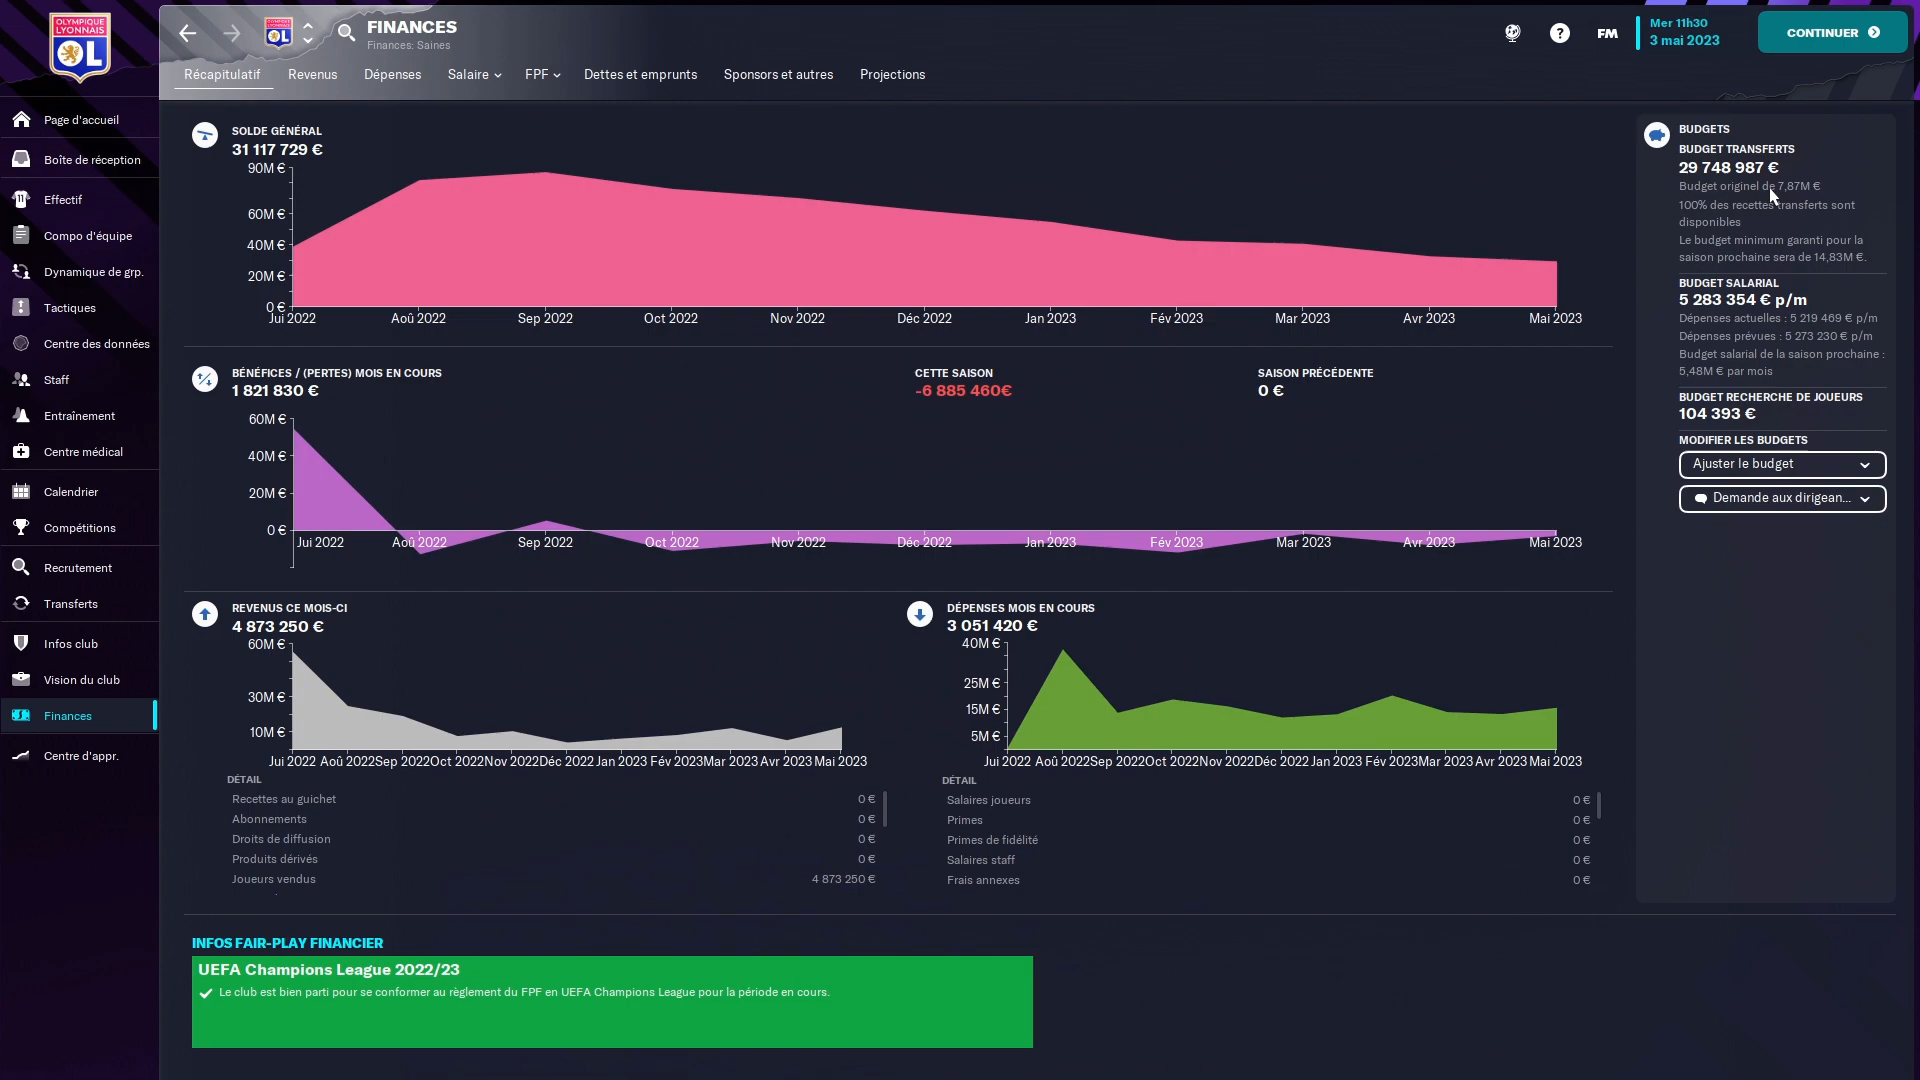 OLYMPIQUE
LYONNAIS
OL
FINANCES
Finances: Saines
FM
Mer 11h30
3 mai 2023
CONTINUER
Récapitulatif
Revenus
Dépenses
Salaire
FPF
Dettes et emprunts
Sponsors et autres
Projections
Page d'accueil
Boîte de réception
Effectif
Compo d'équipe
Dynamique de grp.
Tactiques
Centre des données
Staff
Entraînement
Centre médical
Calendrier
Compétitions
Recrutement
Transferts
Infos club
Vision du club
Finances
Centre d'appr.
SOLDE GÉNÉRAL
31 117 729 €
90M €
60M €
40M €
20M €
0 €
Jui 2022 Aoû 2022 Sep 2022 Oct 2022 Nov 2022 Déc 2022 Jan 2023 Fév 2023 Mar 2023 Avr 2023 Mai 2023
BÉNÉFICES / (PERTES) MOIS EN COURS
1 821 830 €
CETTE SAISON
-6 885 460€
SAISON PRÉCÉDENTE
0 €
60M €
40M €
20M €
0 €
Jui 2022 Aoû 2022 Sep 2022 Oct 2022 Nov 2022 Déc 2022 Jan 2023 Fév 2023 Mar 2023 Avr 2023 Mai 2023
REVENUS CE MOIS-CI
4 873 250 €
60M €
30M €
10M €
Jui 2022 Aoû 2022 Sep 2022 Oct 2022 Nov 2022 Déc 2022 Jan 2023 Fév 2023 Mar 2023 Avr 2023 Mai 2023
DÉTAIL
Recettes au guichet 0 €
Abonnements 0 €
Droits de diffusion 0 €
Produits dérivés 0 €
Joueurs vendus 4 873 250 €
DÉPENSES MOIS EN COURS
3 051 420 €
40M €
25M €
15M €
5M €
Jui 2022 Aoû 2022 Sep 2022 Oct 2022 Nov 2022 Déc 2022 Jan 2023 Fév 2023 Mar 2023 Avr 2023 Mai 2023
DÉTAIL
Salaires joueurs 0 €
Primes 0 €
Primes de fidélité 0 €
Salaires staff 0 €
Frais annexes 0 €
INFOS FAIR-PLAY FINANCIER
UEFA Champions League 2022/23
Le club est bien parti pour se conformer au règlement du FPF en UEFA Champions League pour la période en cours.
BUDGETS
BUDGET TRANSFERTS
29 748 987 €
Budget originel de 7,87M €
100% des recettes transferts sont
disponibles
Le budget minimum garanti pour la
saison prochaine sera de 14,83M €.
BUDGET SALARIAL
5 283 354 € p/m
Dépenses actuelles : 5 219 469 € p/m
Dépenses prévues : 5 273 230 € p/m
Budget salarial de la saison prochaine :
5,48M € par mois
BUDGET RECHERCHE DE JOUEURS
104 393 €
MODIFIER LES BUDGETS
Ajuster le budget
Demande aux dirigean...